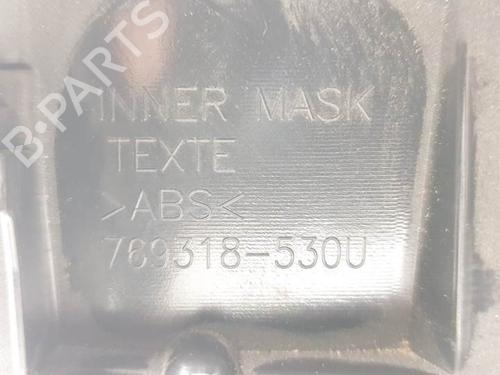 B-PARTS
INNER MASK
TEXTE
>ABS<
769318-530U